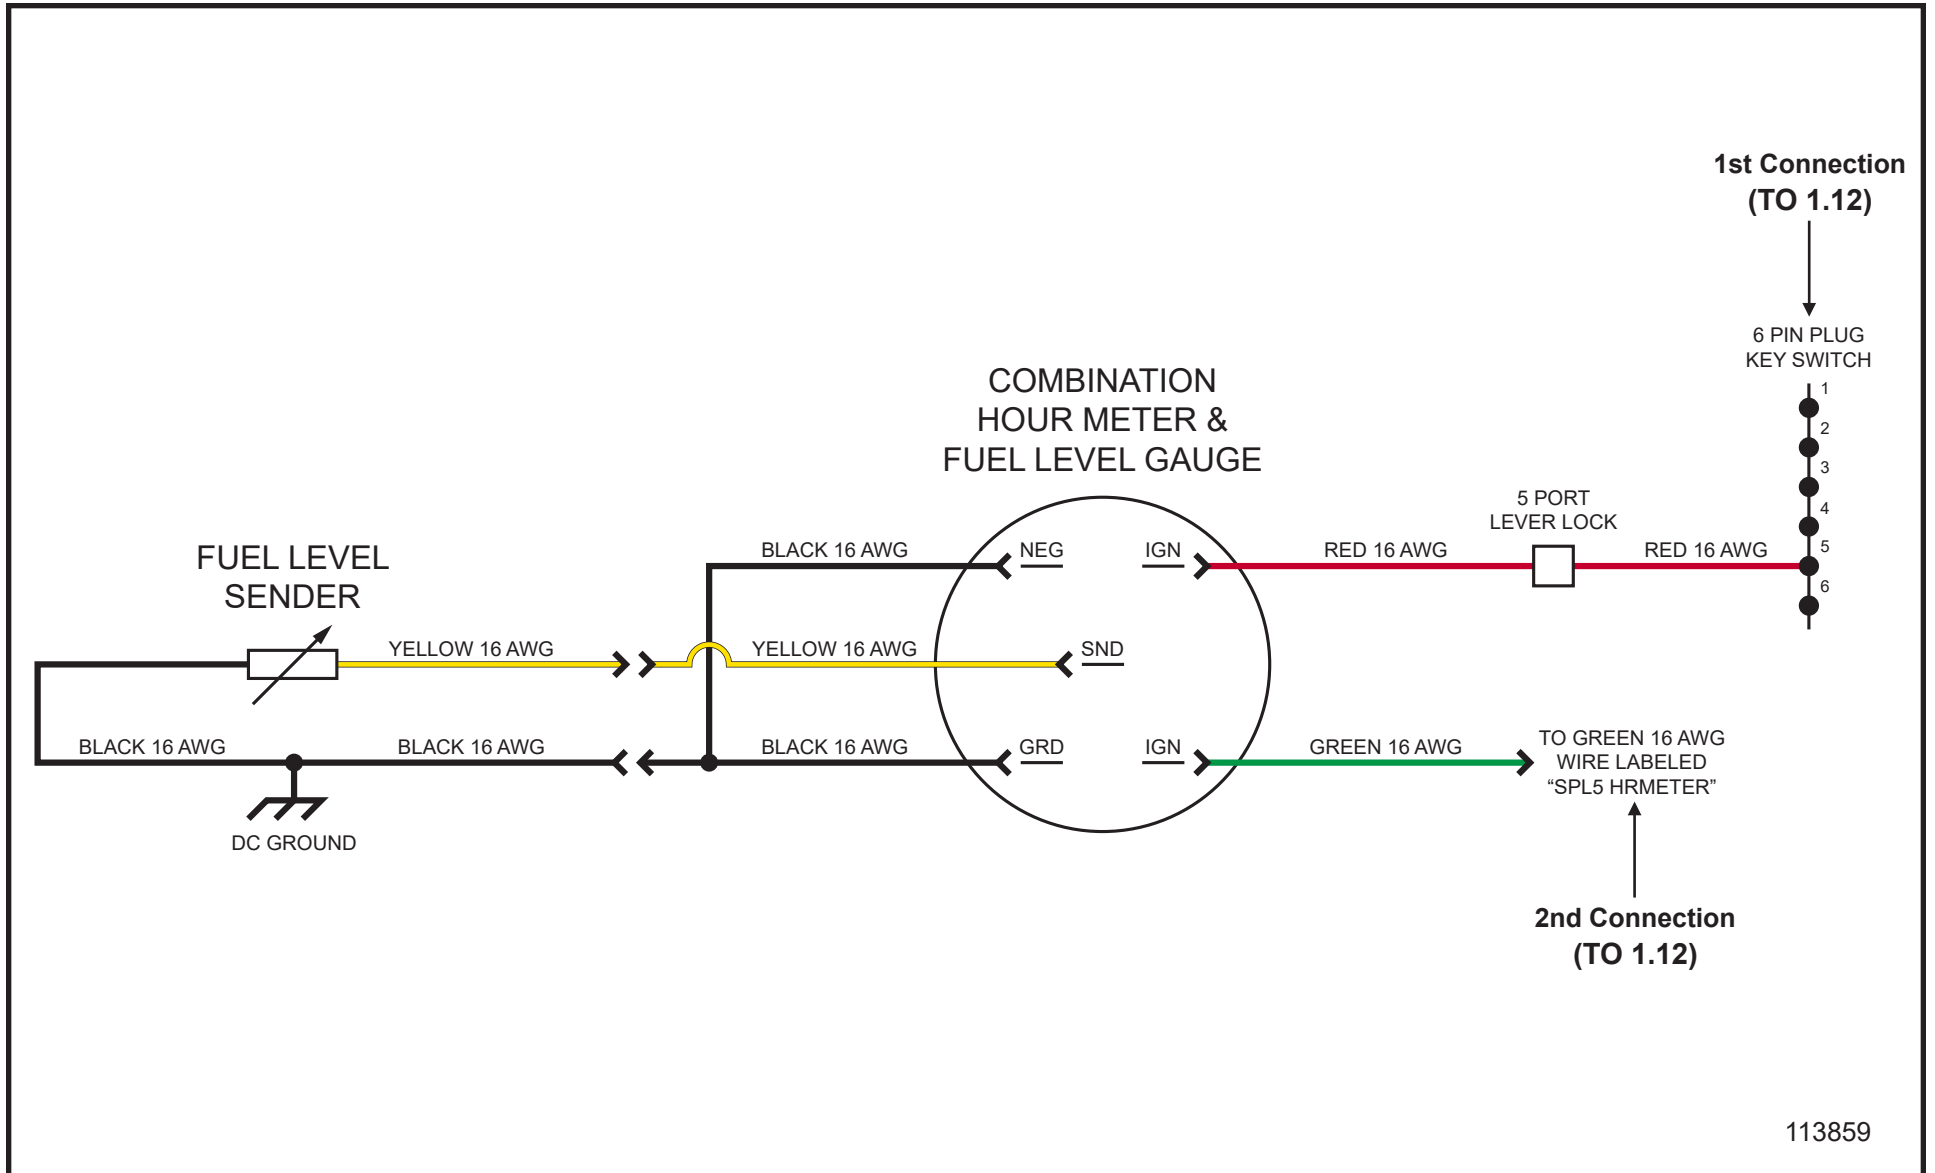 1st Connection
(TO 1.12)
6 PIN PLUG
KEY SWITCH
1
2
3
4
5
6
COMBINATION
HOUR METER &
FUEL LEVEL GAUGE
5 PORT
LEVER LOCK
FUEL LEVEL
SENDER
BLACK 16 AWG
NEG
IGN
RED 16 AWG
RED 16 AWG
YELLOW 16 AWG
YELLOW 16 AWG
SND
BLACK 16 AWG
BLACK 16 AWG
BLACK 16 AWG
GRD
IGN
GREEN 16 AWG
TO GREEN 16 AWG
WIRE LABELED
“SPL5 HRMETER”
DC GROUND
2nd Connection
(TO 1.12)
113859